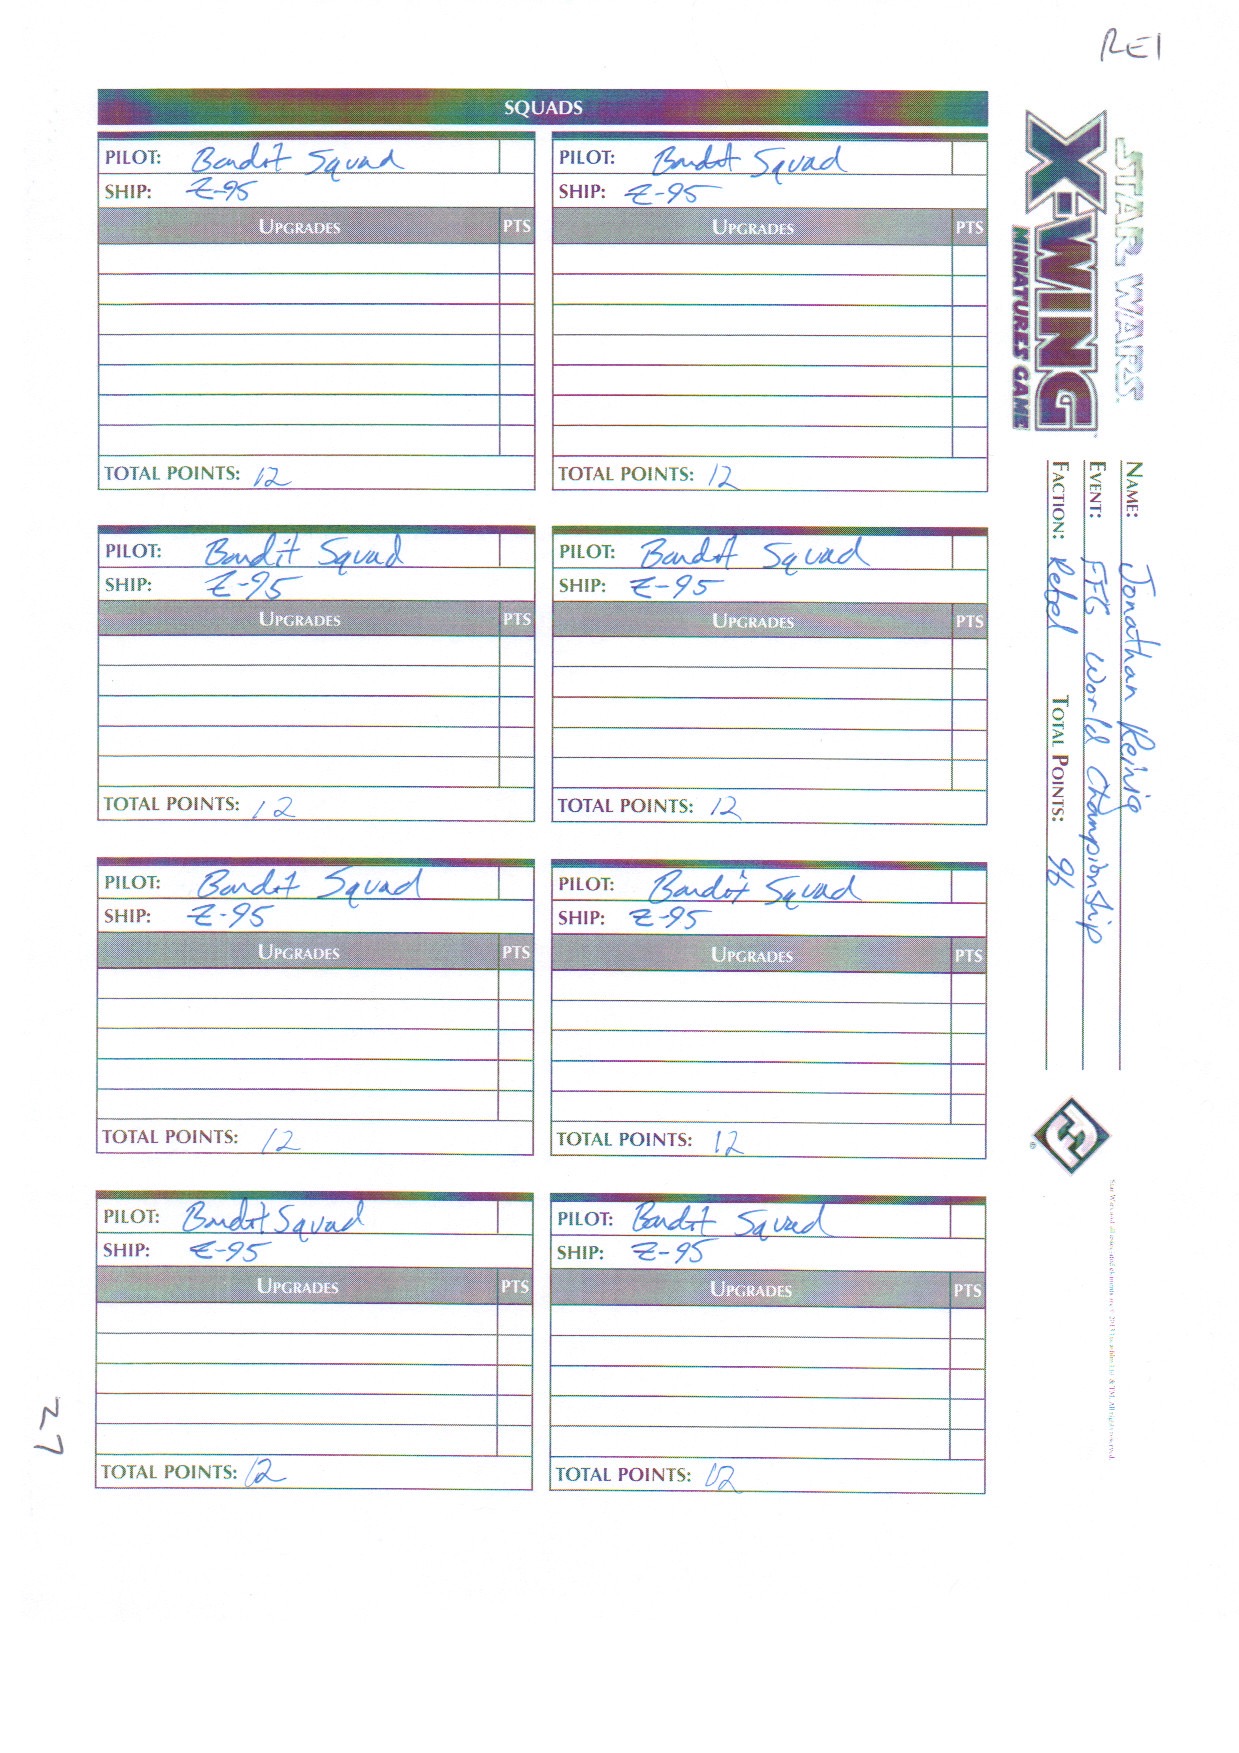 REI
SQUADS
PILOT: Bandit Squad
SHIP: Z-95
UPGRADES PTS
TOTAL POINTS: 12
PILOT: Bandit Squad
SHIP: Z-95
UPGRADES PTS
TOTAL POINTS: 12
PILOT: Bandit Squad
SHIP: Z-95
UPGRADES PTS
TOTAL POINTS: 12
PILOT: Bandit Squad
SHIP: Z-95
UPGRADES PTS
TOTAL POINTS: 12
PILOT: Bandit Squad
SHIP: Z-95
UPGRADES PTS
TOTAL POINTS: 12
PILOT: Bandit Squad
SHIP: Z-95
UPGRADES PTS
TOTAL POINTS: 12
PILOT: Bandit Squad
SHIP: Z-95
UPGRADES PTS
TOTAL POINTS: 12
PILOT: Bandit Squad
SHIP: Z-95
UPGRADES PTS
TOTAL POINTS: 12
STAR WARS
X-WING
MINIATURES GAME
NAME: Jonathan Reinig
EVENT: FFG World Championship
FACTION: Rebel TOTAL POINTS: 96
27